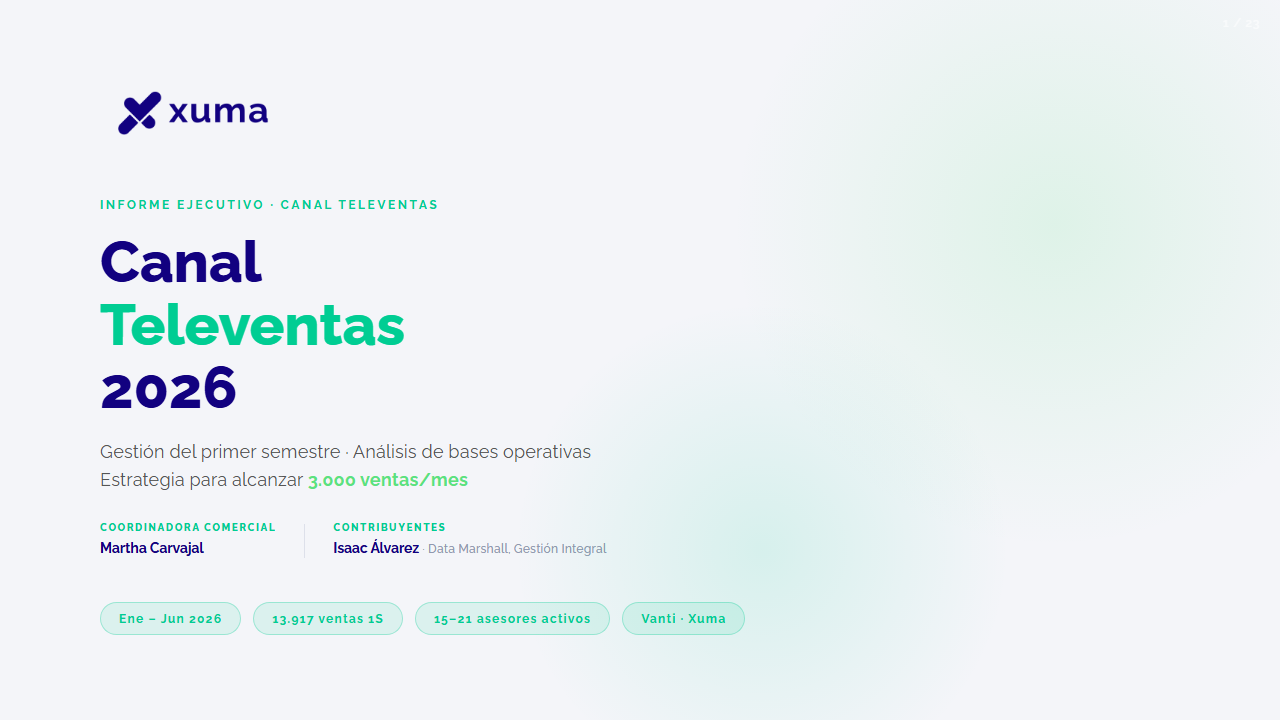 1 / 23
xuma
INFORME EJECUTIVO · CANAL TELEVENTAS
Canal
Televentas
2026
Gestión del primer semestre · Análisis de bases operativas
Estrategia para alcanzar 3.000 ventas/mes
COORDINADORA COMERCIAL
Martha Carvajal
CONTRIBUYENTES
Isaac Álvarez · Data Marshall, Gestión Integral
Ene – Jun 2026
13.917 ventas 1S
15–21 asesores activos
Vanti · Xuma